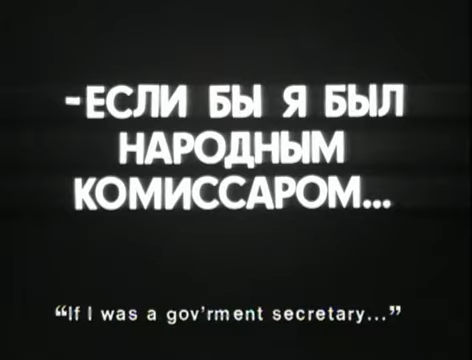 -ЕСЛИ БЫ Я БЫЛ
НАРОДНЫМ
КОМИССАРОМ...
“If I was a gov'rment secretary...”